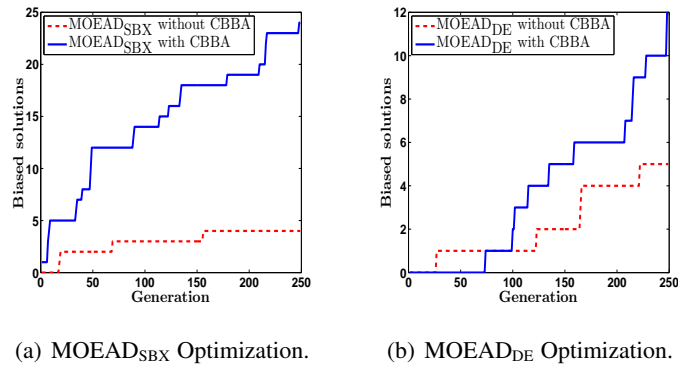 MOEAD_SBX without CBBA
MOEAD_SBX with CBBA
Biased solutions
25
20
15
10
5
0
0 50 100 150 200 250
Generation
(a) MOEAD_SBX Optimization.
MOEAD_DE without CBBA
MOEAD_DE with CBBA
Biased solutions
12
10
8
6
4
2
0
0 50 100 150 200 250
Generation
(b) MOEAD_DE Optimization.